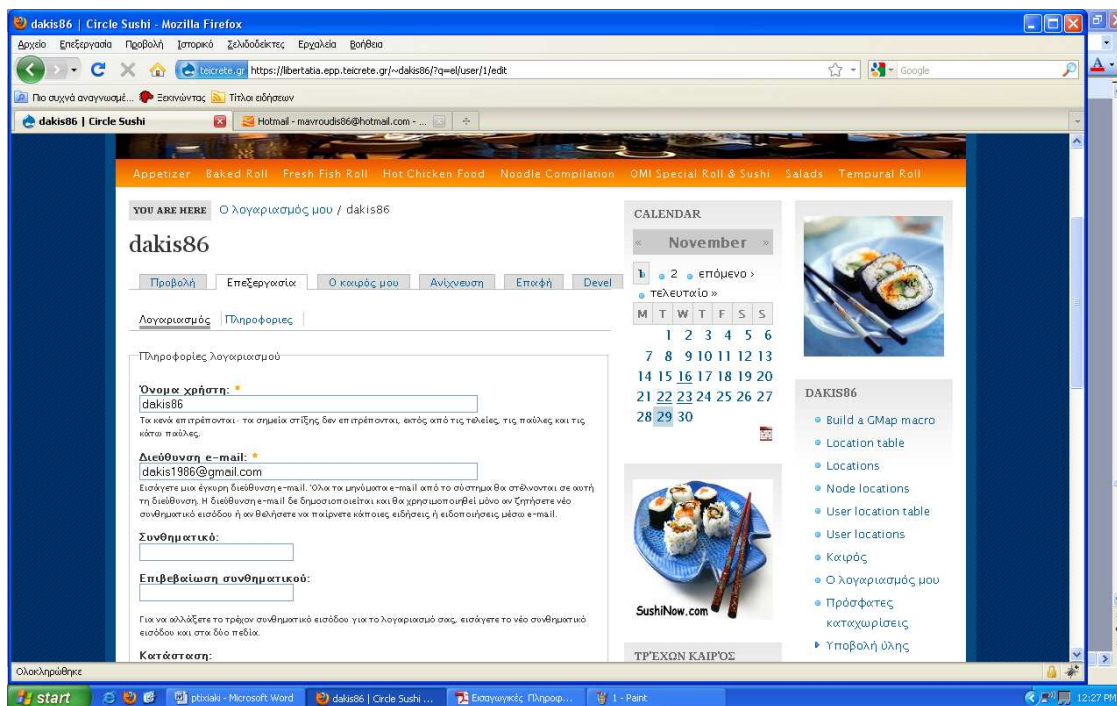 dakis86 | Circle Sushi - Mozilla Firefox
Αρχείο Επεξεργασία Προβολή Ιστορικό Σελιδοδείκτες Εργαλεία Βοήθεια
teicrete.gr https://libertatia.epp.teicrete.gr/~dakis86/?q=el/user/1/edit
Google
Πιο συχνά αναγνωσμέ... Ξεκινώντας Τίτλοι ειδήσεων
dakis86 | Circle Sushi
Hotmail - mavroudis86@hotmail.com - ...
Appetizer Baked Roll Fresh Fish Roll Hot Chicken Food Noodle Compilation OMI Special Roll & Sushi Salads Tempural Roll
YOU ARE HERE Ο λογαριασμός μου / dakis86
dakis86
Προβολή Επεξεργασία Ο καιρός μου Ανίχνευση Επαφή Devel
Λογαριασμός Πληροφοριες
Πληροφορίες λογαριασμού
Όνομα χρήστη: *
dakis86
Τα κενά επιτρέπονται· τα σημεία στίξης δεν επιτρέπονται, εκτός από τις τελείες, τις παύλες και τις
κάτω παύλες.
Διεύθυνση e-mail: *
dakis1986@gmail.com
Εισάγετε μια έγκυρη διεύθυνση e-mail. Όλα τα μηνύματα e-mail από το σύστημα θα στέλνονται σε αυτή
τη διεύθυνση. Η διεύθυνση e-mail δε δημοσιοποιείται και θα χρησιμοποιηθεί μόνο αν ζητήσετε νέο
συνθηματικό εισόδου ή αν θελήσετε να παίρνετε κάποιες ειδήσεις ή ειδοποιήσεις μέσω e-mail.
Συνθηματικό:
Επιβεβαίωση συνθηματικού:
Για να αλλάξετε το τρέχον συνθηματικό εισόδου για το λογαριασμό σας, εισάγετε το νέο συνθηματικό
εισόδου και στα δύο πεδία.
Κατάσταση:
CALENDAR
« November »
1 2 επόμενο ›
τελευταίο »
M T W T F S S
1 2 3 4 5 6
7 8 9 10 11 12 13
14 15 16 17 18 19 20
21 22 23 24 25 26 27
28 29 30
SushiNow.com
ΤΡΈΧΩΝ ΚΑΙΡΌΣ
DAKIS86
Build a GMap macro
Location table
Locations
Node locations
User location table
User locations
Καιρός
Ο λογαριασμός μου
Πρόσφατες
καταχωρίσεις
Υποβολή ύλης
Ολοκληρώθηκε
start
ptixiaki - Microsoft Word
dakis86 | Circle Sushi ...
Εισαγωγικές Πληροφ...
1 - Paint
12:27 PM